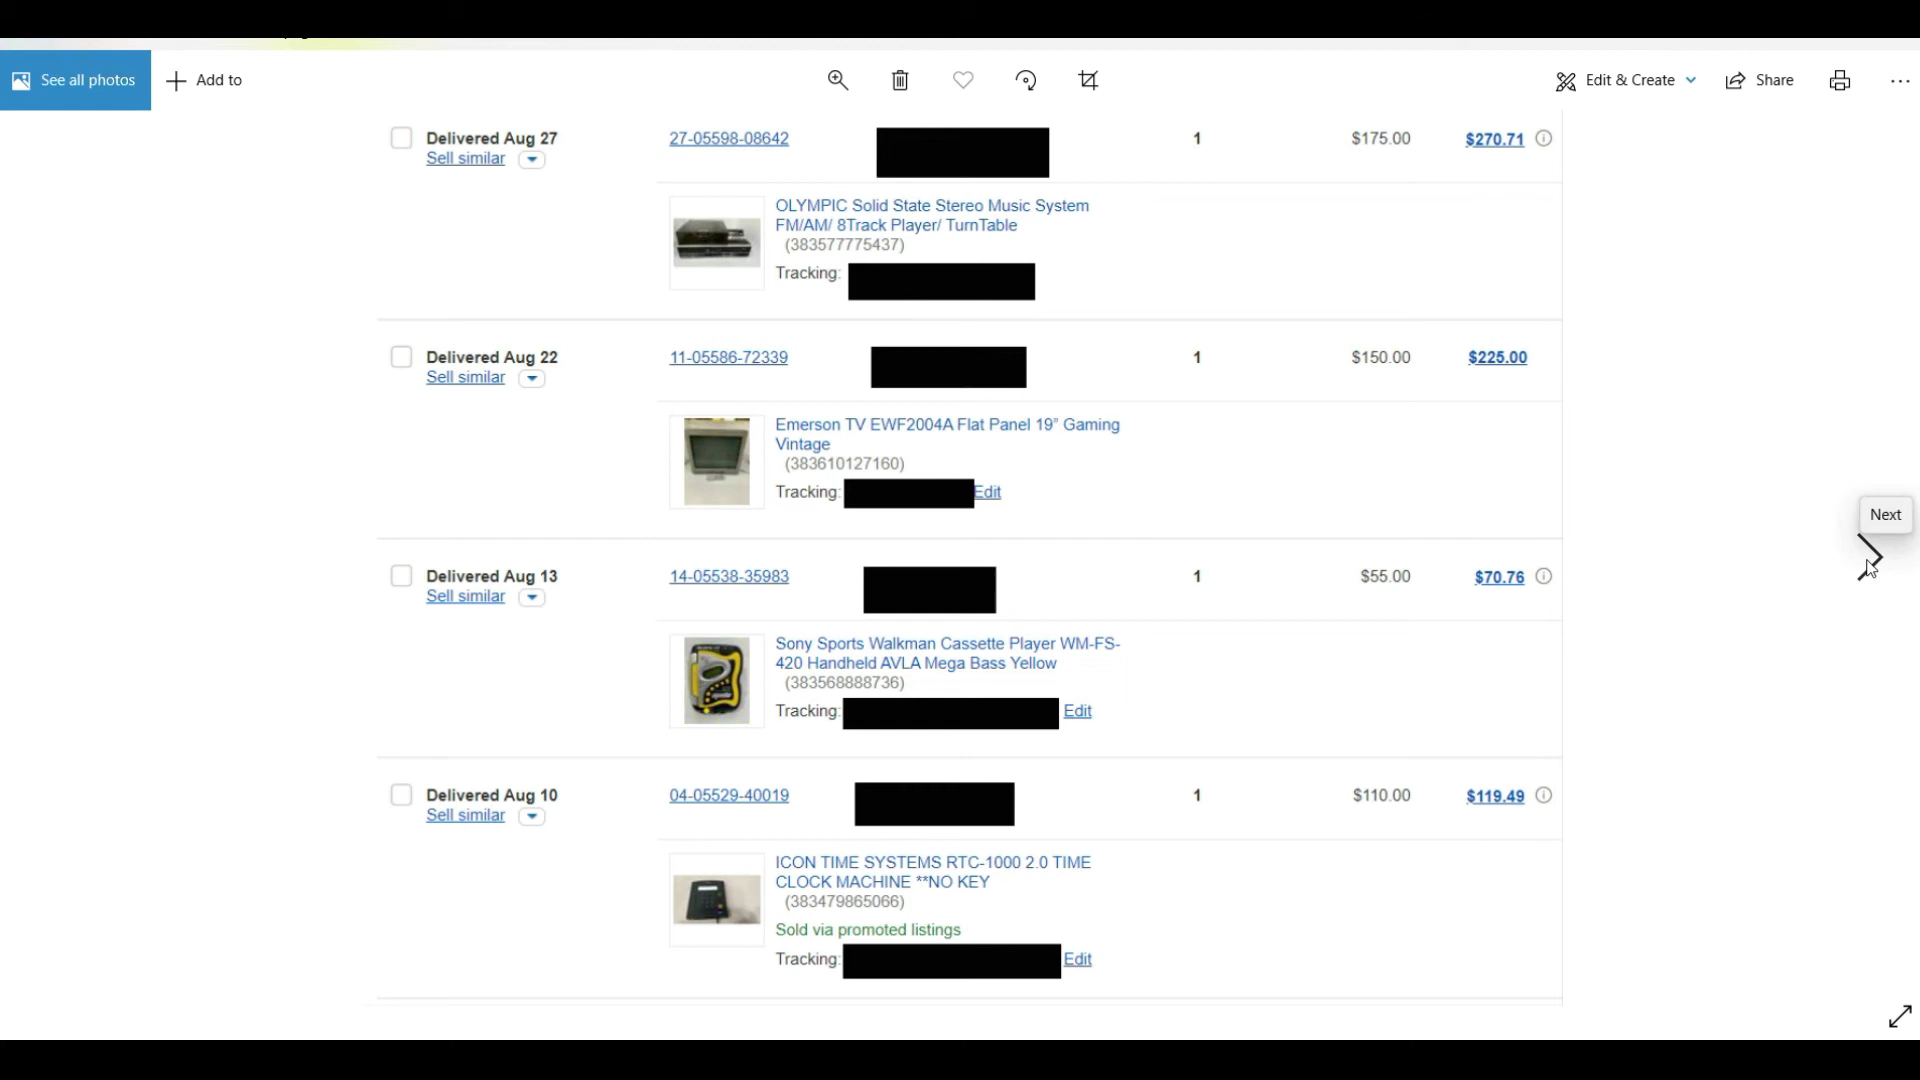 See all photos
Add to
Edit & Create
Share
Delivered Aug 27
27-05598-08642
1
$175.00
$270.71
Sell similar
OLYMPIC Solid State Stereo Music System
FM/AM/ 8Track Player/ TurnTable
(383577775437)
Tracking:
Delivered Aug 22
11-05586-72339
1
$150.00
$225.00
Sell similar
Emerson TV EWF2004A Flat Panel 19” Gaming
Vintage
(383610127160)
Tracking: Edit
Next
Delivered Aug 13
14-05538-35983
1
$55.00
$70.76
Sell similar
Sony Sports Walkman Cassette Player WM-FS-
420 Handheld AVLA Mega Bass Yellow
(383568888736)
Tracking: Edit
Delivered Aug 10
04-05529-40019
1
$110.00
$119.49
Sell similar
ICON TIME SYSTEMS RTC-1000 2.0 TIME
CLOCK MACHINE **NO KEY
(383479865066)
Sold via promoted listings
Tracking: Edit